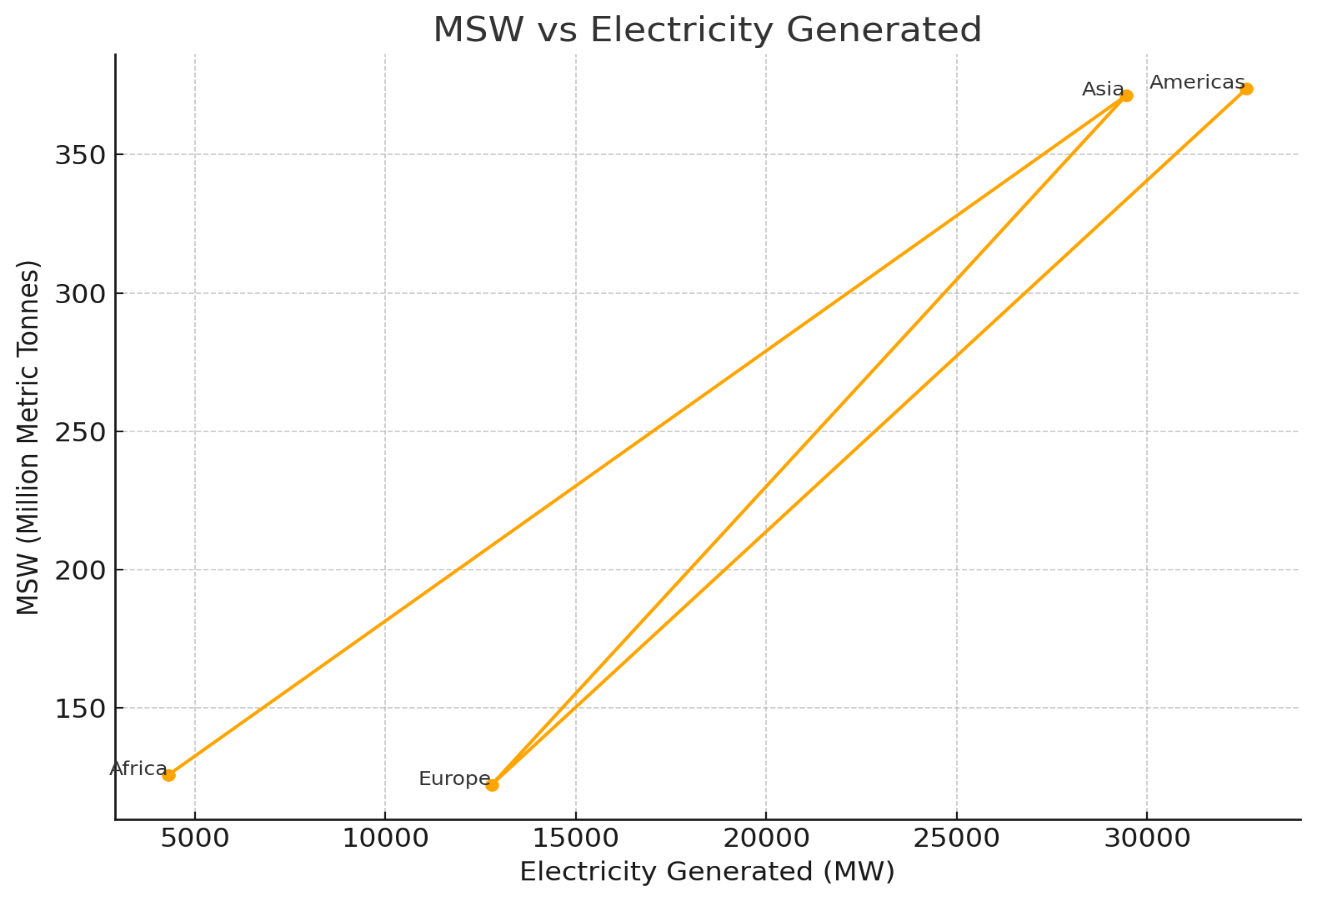 MSW vs Electricity Generated
MSW (Million Metric Tonnes)
350
300
250
200
150
Asia
Americas
Africa
Europe
5000
10000
15000
20000
25000
30000
Electricity Generated (MW)